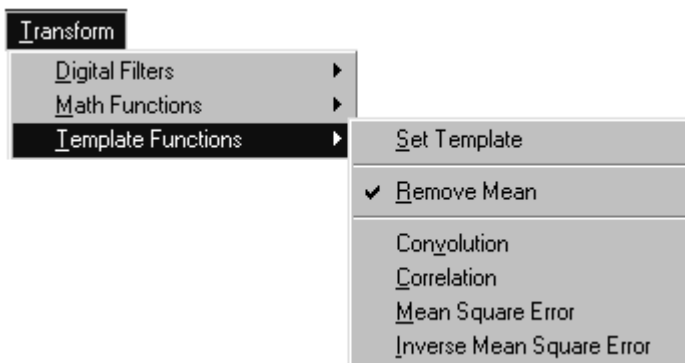 Transform
Digital Filters
Math Functions
Template Functions
Set Template
Remove Mean
Convolution
Correlation
Mean Square Error
Inverse Mean Square Error